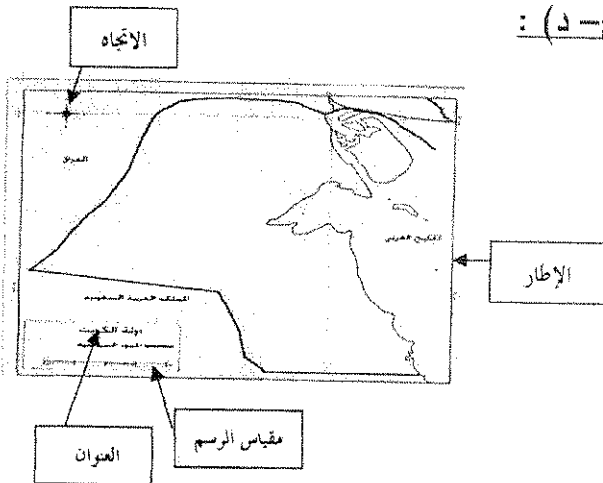 – د) :
الاتجاه
العراق
الخليج العربي
الإطار
المملكة العربية السعودية
دولة الكويت
مقياس الرسم
العنوان